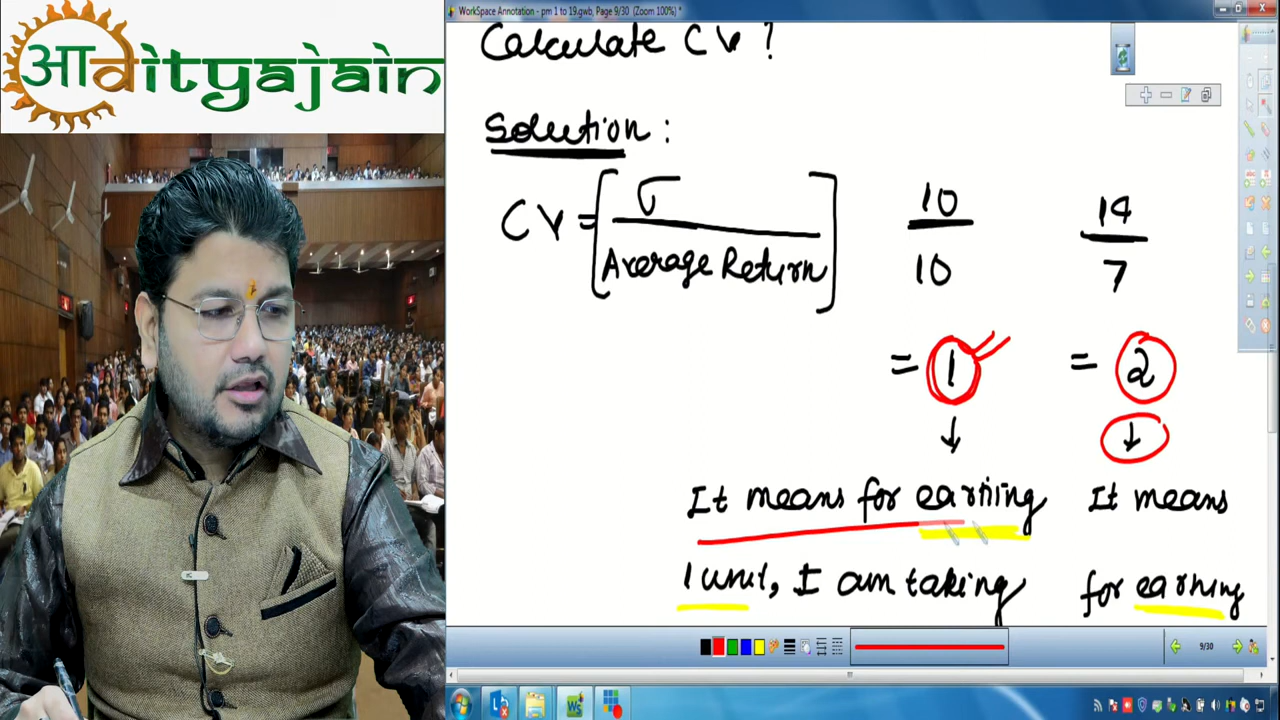 आdityajain
WorkSpace Annotation - pm 1 to 19.gwb, Page 9/30 (Zoom 100%) *
Calculate CV ?
Solution :
CV = [σ / Average Return]
10 / 10
14 / 7
= 1
= 2
↓
↓
It means for earning
1 unit, I am taking
It means
for earning
9/30